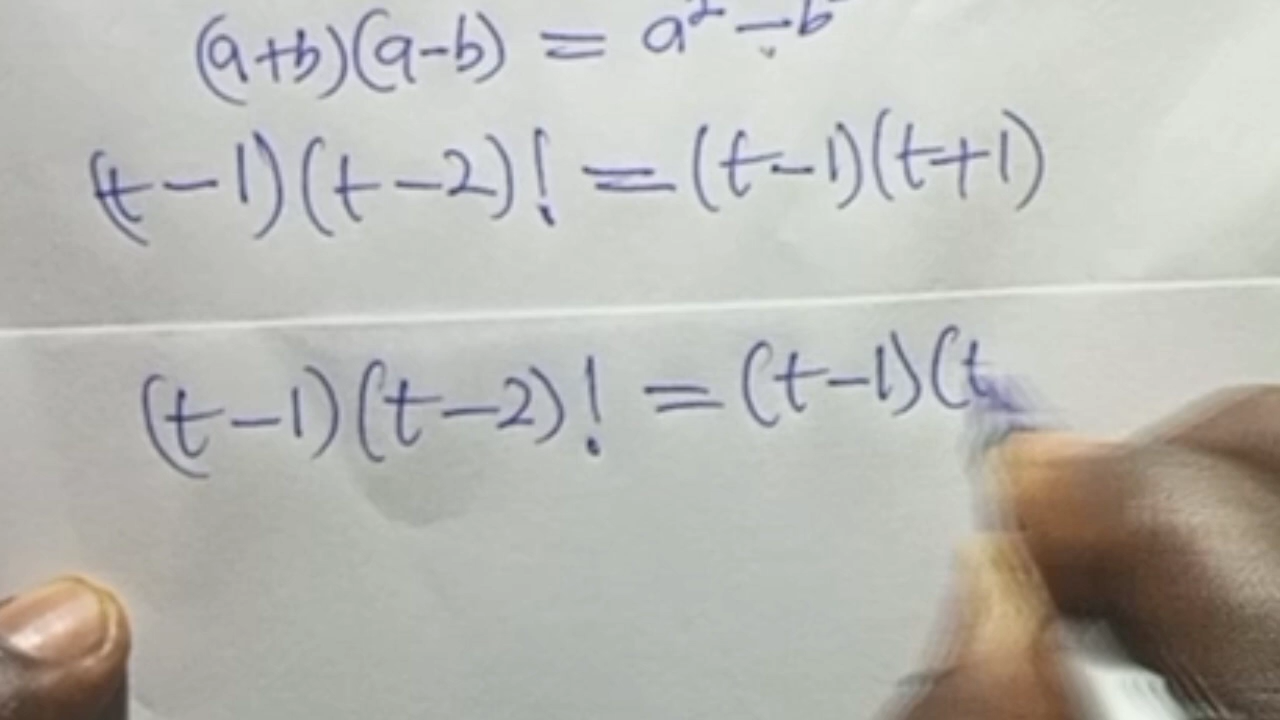 (a+b)(a-b) = a² - b
(t-1)(t-2)! = (t-1)(t+1)
(t-1)(t-2)! = (t-1)(t